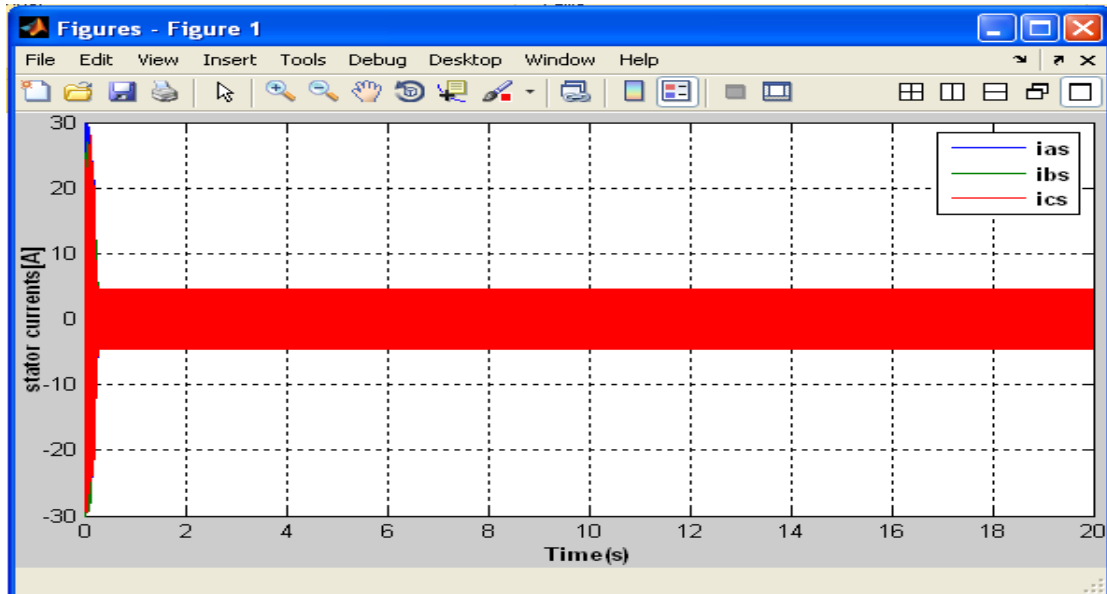 Figures - Figure 1
File Edit View Insert Tools Debug Desktop Window Help
30
20
10
0
-10
-20
-30
stator currents[A]
ias
ibs
ics
0 2 4 6 8 10 12 14 16 18 20
Time(s)